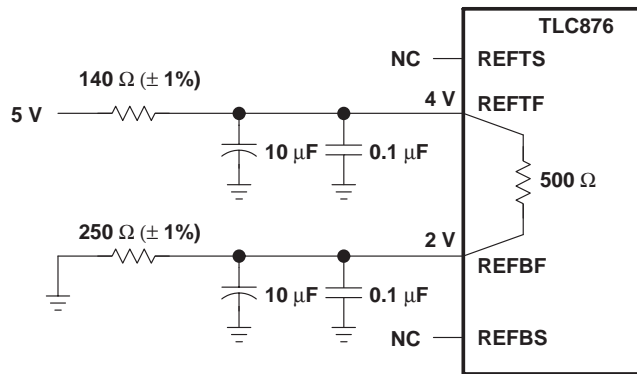 TLC876
NC REFTS
140 Ω (± 1%)
5 V
4 V REFTF
10 μF 0.1 μF
500 Ω
250 Ω (± 1%)
2 V
REFBF
10 μF 0.1 μF
NC REFBS